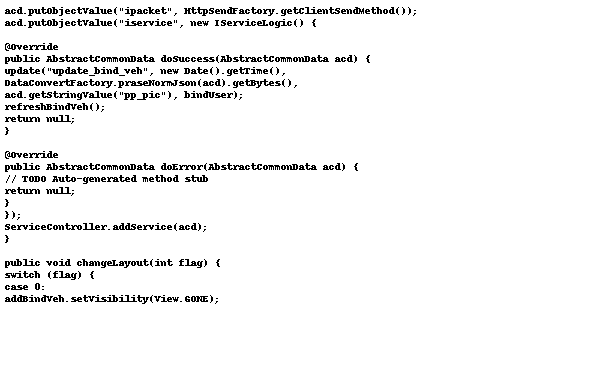 acd.putObjectValue("ipacket", HttpSendFactory.getClientSendMethod());
acd.putObjectValue("iservice", new IServiceLogic() {
@Override
public AbstractCommonData doSuccess(AbstractCommonData acd) {
update("update_bind_veh", new Date().getTime(),
DataConvertFactory.praseNormJson(acd).getBytes(),
acd.getStringValue("pp_pic"), bindUser);
refreshBindVeh();
return null;
}
@Override
public AbstractCommonData doError(AbstractCommonData acd) {
// TODO Auto-generated method stub
return null;
}
});
ServiceController.addService(acd);
}
public void changeLayout(int flag) {
switch (flag) {
case 0:
addBindVeh.setVisibility(View.GONE);